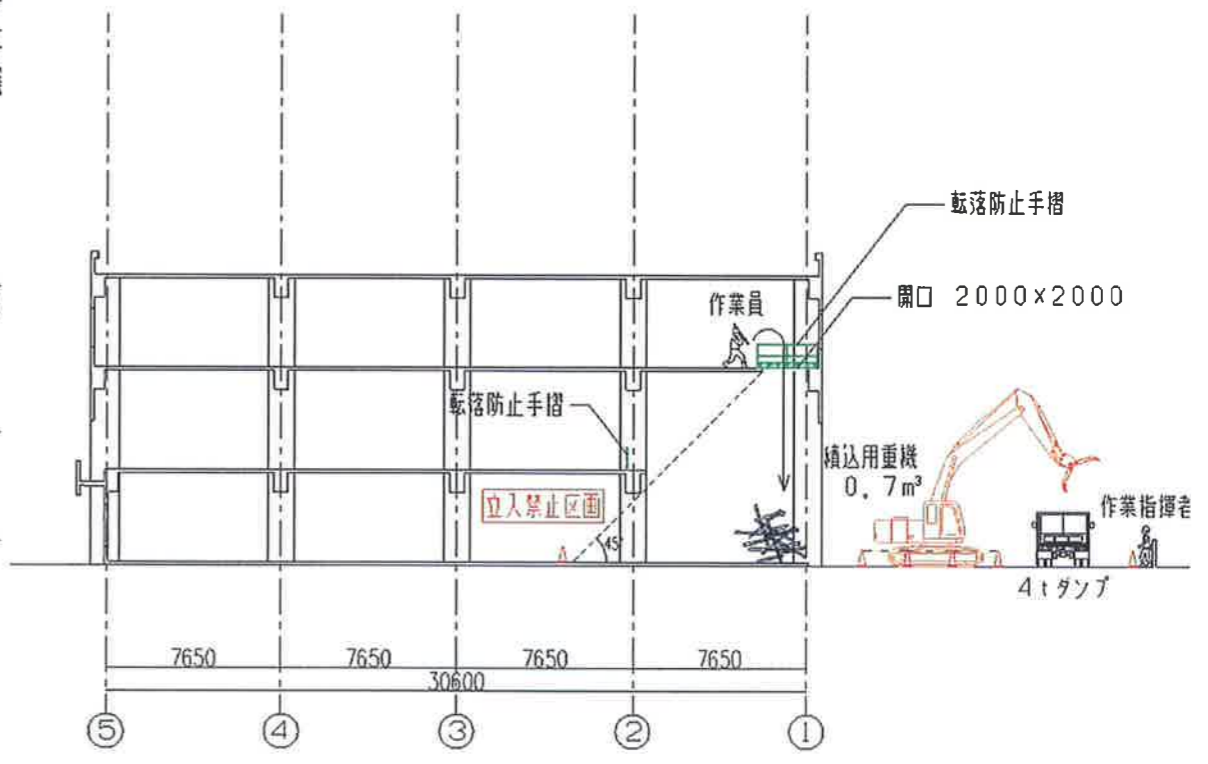 転落防止手摺
開口 2000×2000
作業員
転落防止手摺
積込用重機
0.7m³
立入禁止区画
45°
作業指揮者
4tダンプ
7650 7650 7650 7650
30600
⑤ ④ ③ ② ①